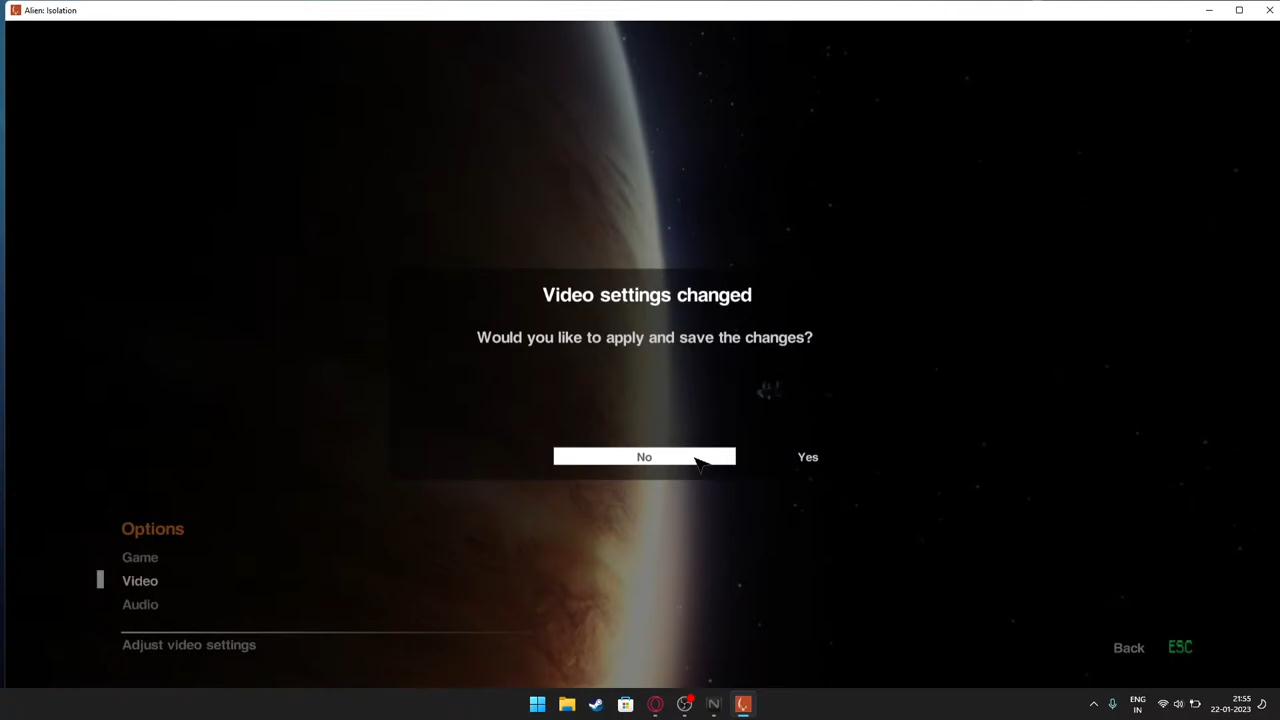 Alien: Isolation
Video settings changed
Would you like to apply and save the changes?
No
Yes
Options
Game
Video
Audio
Adjust video settings
Back ESC
ENG
IN
21:55
22-01-2023